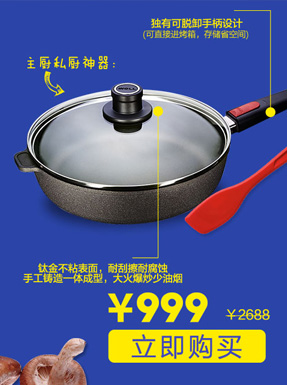 独有可脱卸手柄设计
(可直接进烤箱，存储省空间)
主厨私厨神器：
WOLL
钛金不粘表面，耐刮擦耐腐蚀
手工铸造一体成型，大火爆炒少油烟
￥999
￥2688
立即购买